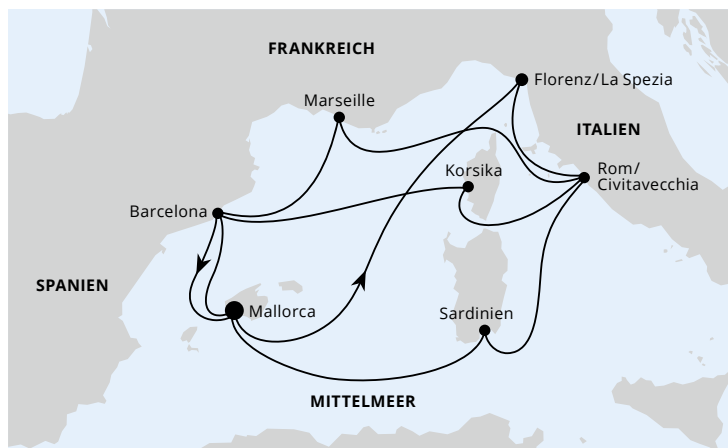 FRANKREICH
Florenz/La Spezia
Marseille
ITALIEN
Korsika
Rom/
Civitavecchia
Barcelona
SPANIEN
Mallorca
Sardinien
MITTELMEER